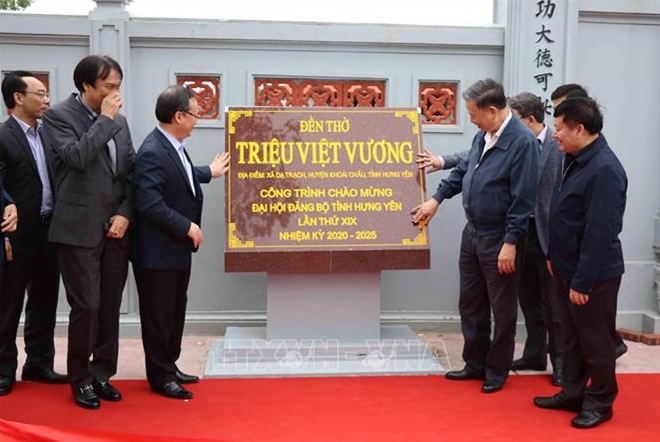 ĐỀN THỜ
TRIỆU VIỆT VƯƠNG
ĐỊA ĐIỂM: XÃ DẠ TRẠCH, HUYỆN KHOÁI CHÂU, TỈNH HƯNG YÊN
CÔNG TRÌNH CHÀO MỪNG
ĐẠI HỘI ĐẢNG BỘ TỈNH HƯNG YÊN
LẦN THỨ XIX
NHIỆM KỲ 2020 - 2025
功大德可
TTXVN
VNA